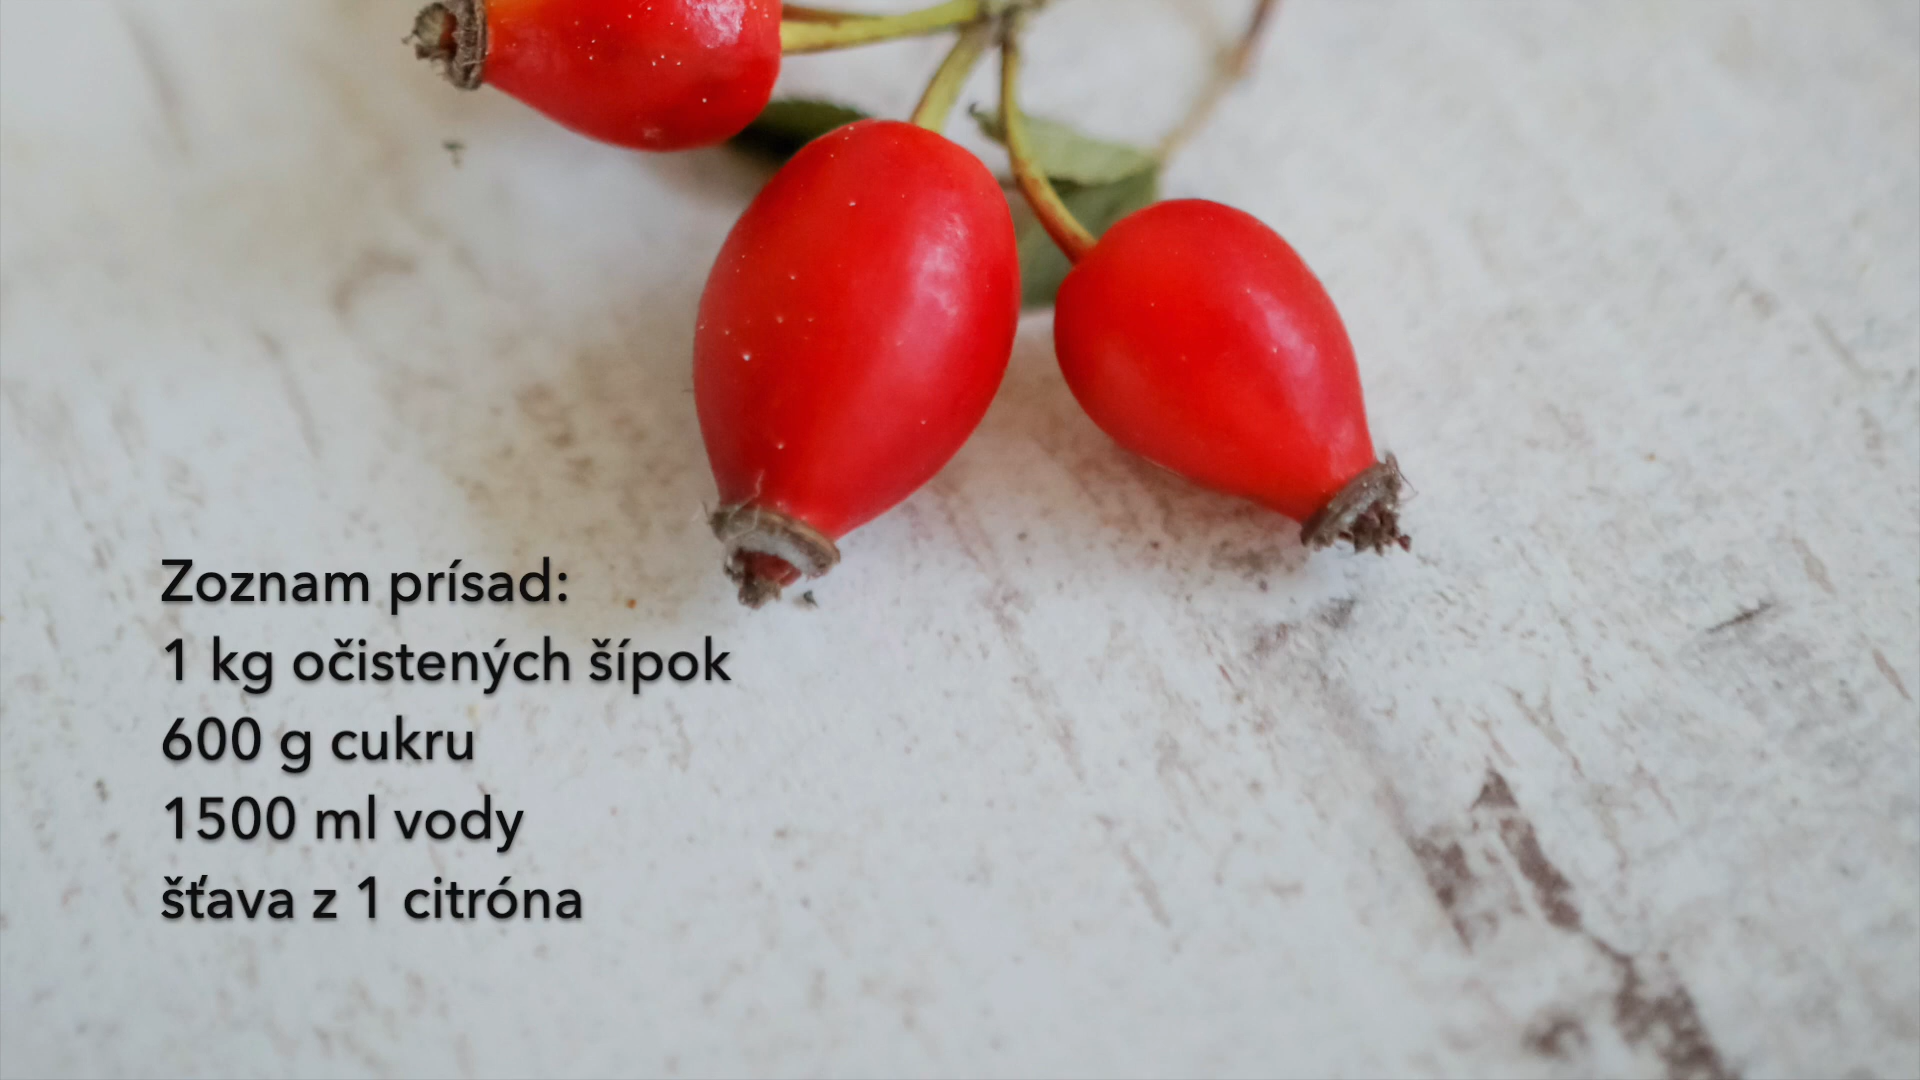 Zoznam prísad:
1 kg očistených šípok
600 g cukru
1500 ml vody
šťava z 1 citróna